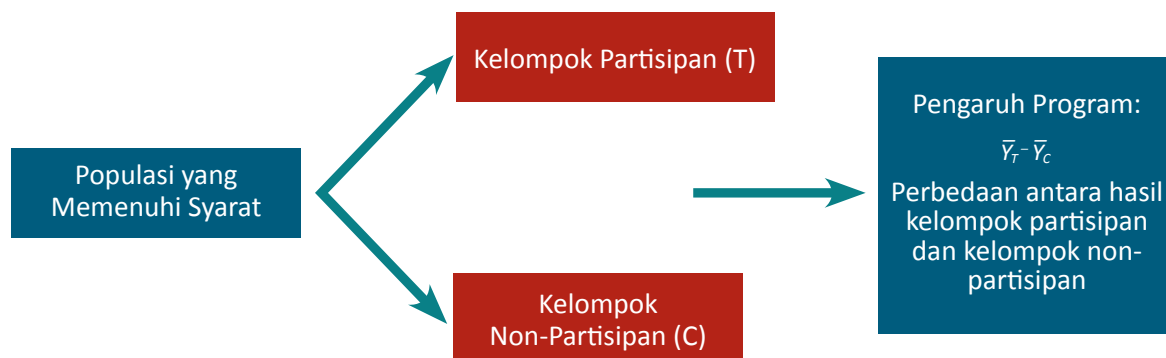 Populasi yang
Memenuhi Syarat
Kelompok Partisipan (T)
Kelompok
Non-Partisipan (C)
Pengaruh Program:
Y̅T - Y̅C
Perbedaan antara hasil
kelompok partisipan
dan kelompok non-
partisipan